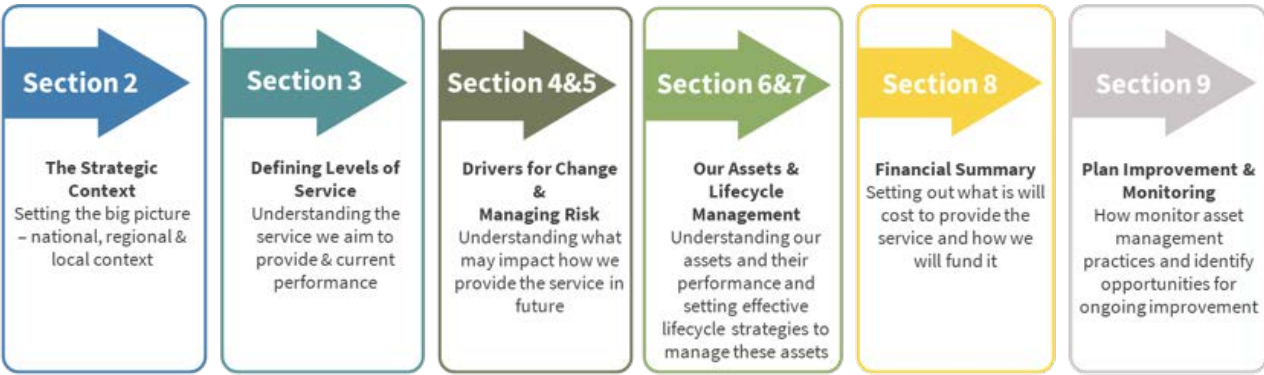 Section 2
The Strategic
Context
Setting the big picture
– national, regional &
local context
Section 3
Defining Levels of
Service
Understanding the
service we aim to
provide & current
performance
Section 4&5
Drivers for Change
&
Managing Risk
Understanding what
may impact how we
provide the service in
future
Section 6&7
Our Assets &
Lifecycle
Management
Understanding our
assets and their
performance and
setting effective
lifecycle strategies to
manage these assets
Section 8
Financial Summary
Setting out what is will
cost to provide the
service and how we
will fund it
Section 9
Plan Improvement &
Monitoring
How monitor asset
management
practices and identify
opportunities for
ongoing improvement